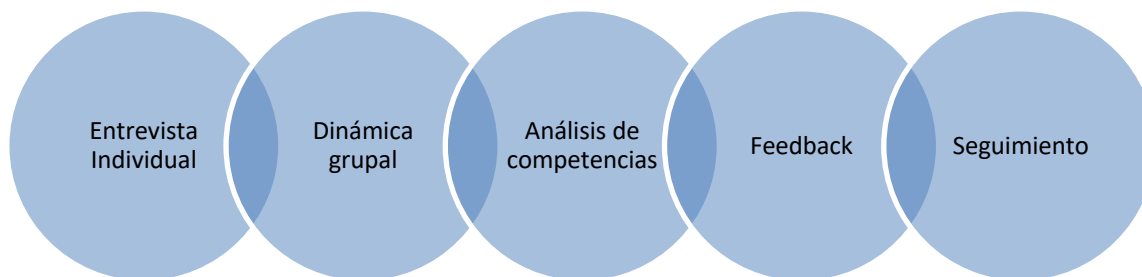 Entrevista
Individual
Dinámica
grupal
Análisis de
competencias
Feedback
Seguimiento